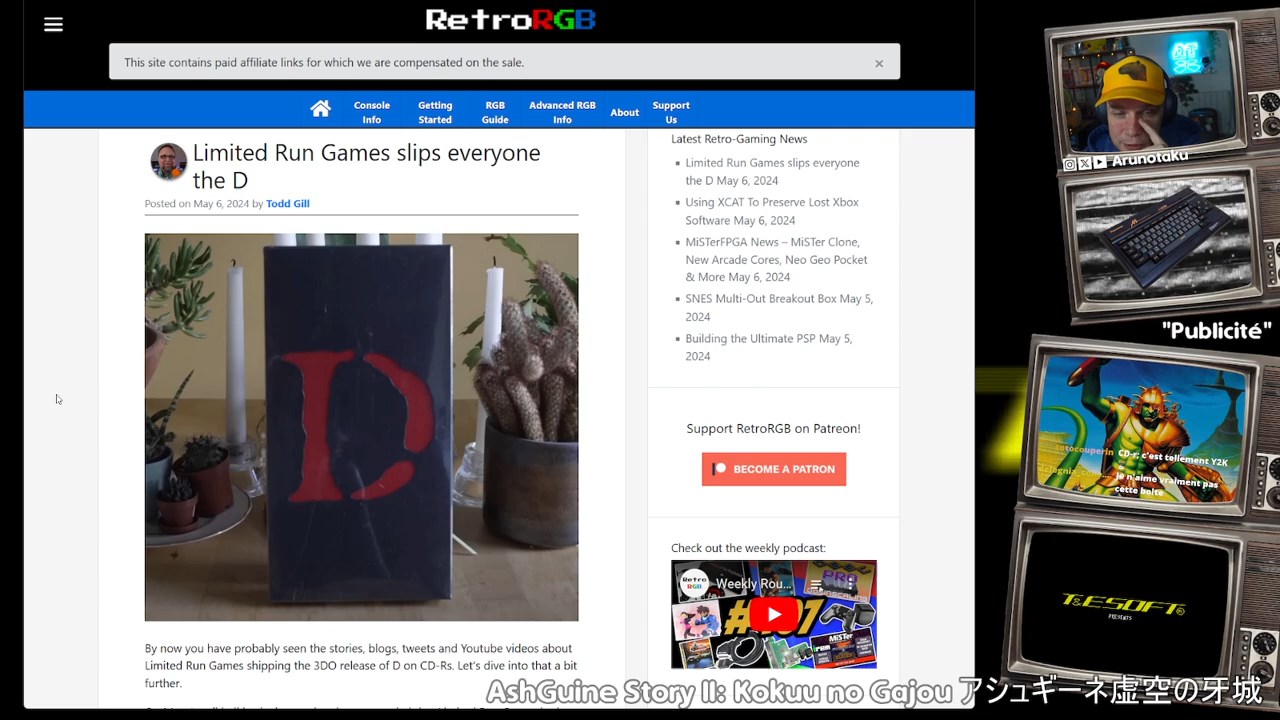 RetroRGB
This site contains paid affiliate links for which we are compensated on the sale.
×
Console
Info
Getting
Started
RGB
Guide
Advanced RGB
Info
About
Support
Us
Limited Run Games slips everyone
the D
Posted on May 6, 2024 by Todd Gill
D
By now you have probably seen the stories, blogs, tweets and Youtube videos about
Limited Run Games shipping the 3DO release of D on CD-Rs. Let's dive into that a bit
further.
Latest Retro-Gaming News
Limited Run Games slips everyone
the D May 6, 2024
Using XCAT To Preserve Lost Xbox
Software May 6, 2024
MiSTerFPGA News – MiSTer Clone,
New Arcade Cores, Neo Geo Pocket
& More May 6, 2024
SNES Multi-Out Breakout Box May 5,
2024
Building the Ultimate PSP May 5,
2024
Support RetroRGB on Patreon!
BECOME A PATRON
Check out the weekly podcast:
Retro
RGB
Weekly Rou...
Arunotaku
"Publicité"
CD-r; c'est tellement Y2K
je n'aime vraiment pas
cette boite
T&ESOFT
PRESENTS
AshGuine Story II: Kokuu no Gajou アシュギーネ虚空の牙城